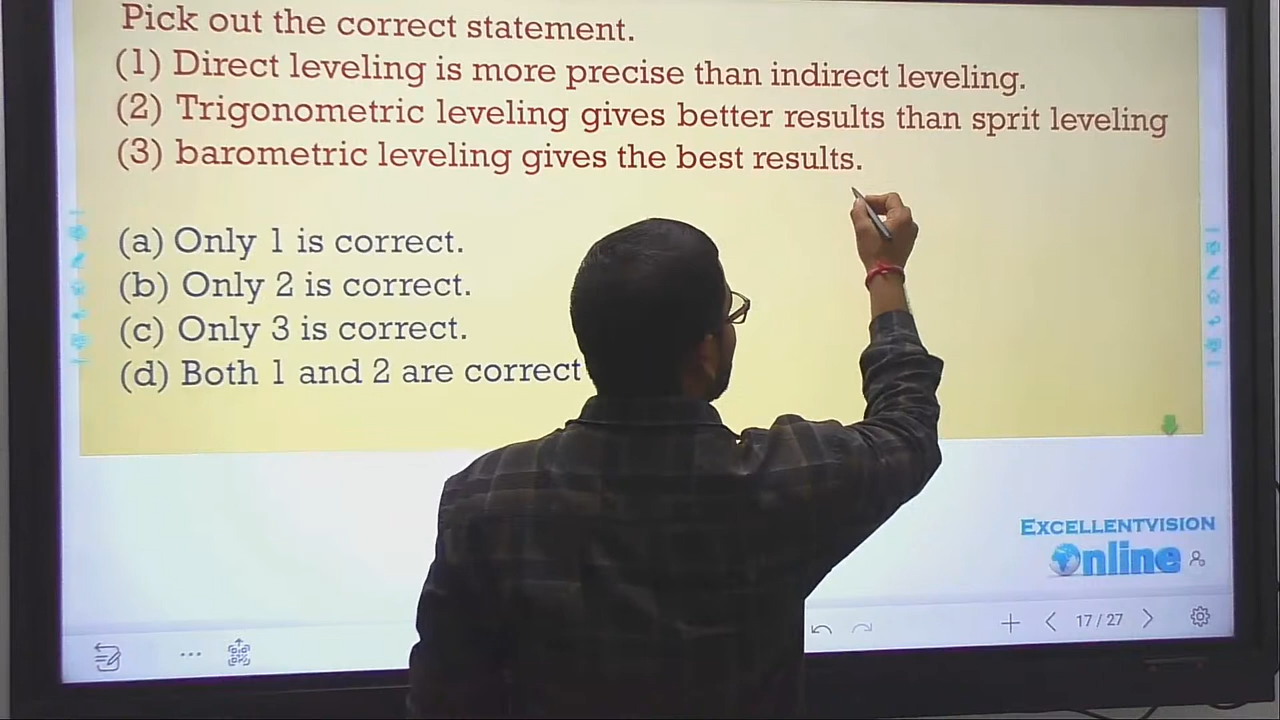 Pick out the correct statement.
(1) Direct leveling is more precise than indirect leveling.
(2) Trigonometric leveling gives better results than sprit leveling
(3) barometric leveling gives the best results.
(a) Only 1 is correct.
(b) Only 2 is correct.
(c) Only 3 is correct.
(d) Both 1 and 2 are correct
EXCELLENTVISION
Online
17/27